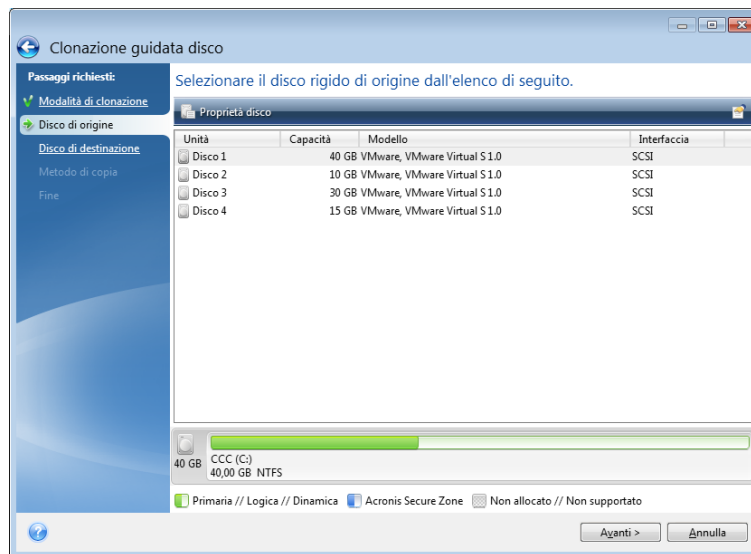 Clonazione guidata disco
Passaggi richiesti:
Modalità di clonazione
Disco di origine
Disco di destinazione
Metodo di copia
Fine
Selezionare il disco rigido di origine dall'elenco di seguito.
Proprietà disco
Unità Capacità Modello Interfaccia
Disco 1 40 GB VMware, VMware Virtual S 1.0 SCSI
Disco 2 10 GB VMware, VMware Virtual S 1.0 SCSI
Disco 3 30 GB VMware, VMware Virtual S 1.0 SCSI
Disco 4 15 GB VMware, VMware Virtual S 1.0 SCSI
40 GB
CCC (C:)
40,00 GB NTFS
Primaria // Logica // Dinamica Acronis Secure Zone Non allocato // Non supportato
Avanti > Annulla